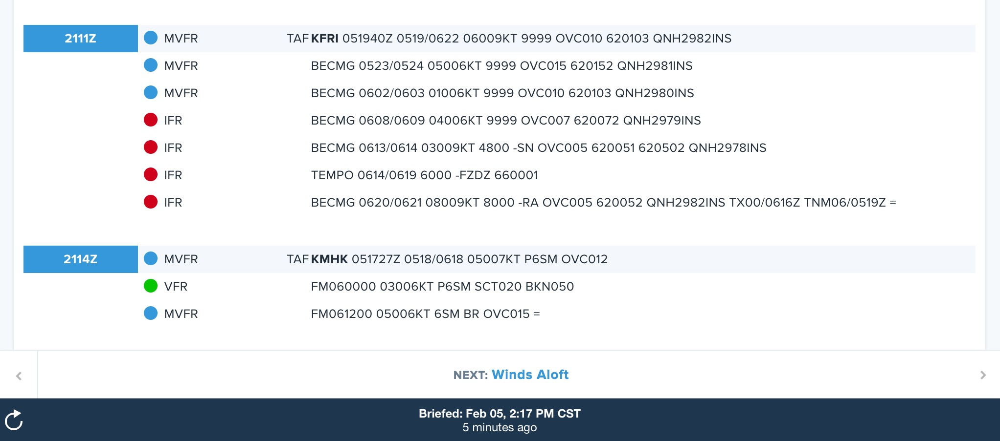 2111Z MVFR TAF KFRI 051940Z 0519/0622 06009KT 9999 OVC010 620103 QNH2982INS
MVFR BECMG 0523/0524 05006KT 9999 OVC015 620152 QNH2981INS
MVFR BECMG 0602/0603 01006KT 9999 OVC010 620103 QNH2980INS
IFR BECMG 0608/0609 04006KT 9999 OVC007 620072 QNH2979INS
IFR BECMG 0613/0614 03009KT 4800 -SN OVC005 620051 620502 QNH2978INS
IFR TEMPO 0614/0619 6000 -FZDZ 660001
IFR BECMG 0620/0621 08009KT 8000 -RA OVC005 620052 QNH2982INS TX00/0616Z TNM06/0519Z =
2114Z MVFR TAF KMHK 051727Z 0518/0618 05007KT P6SM OVC012
VFR FM060000 03006KT P6SM SCT020 BKN050
MVFR FM061200 05006KT 6SM BR OVC015 =
NEXT: Winds Aloft
Briefed: Feb 05, 2:17 PM CST
5 minutes ago